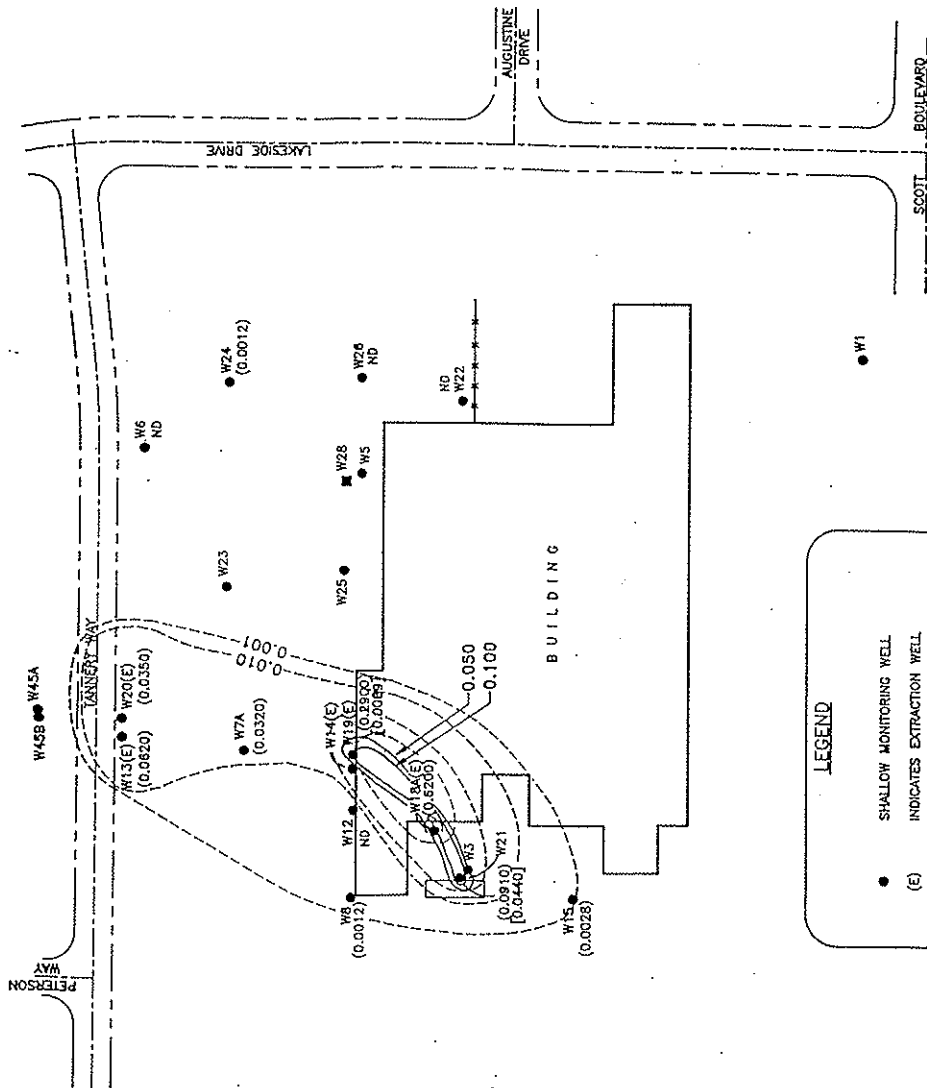 AUGUSTINE
DRIVE
LAKESIDE DRIVE
SCOTT
BOULEVARD
PETERSON
WAY
TANNERT WAY
W45B
W45A
W13(E)
(0.0620)
W20(E)
(0.0350)
W7A
(0.0320)
W6
ND
W24
(0.0012)
W23
W26
ND
ND
W22
W28
W5
W25
0.001
0.010
0.050
0.100
W14(E)
W19(E)
(0.2900)
W12
ND
W8
(0.0012)
W18A(E)
(0.6200)
W3
W21
(0.0910)
[0.0440]
W15
(0.0028)
BUILDING
W1
LEGEND
SHALLOW MONITORING WELL
(E) INDICATES EXTRACTION WELL